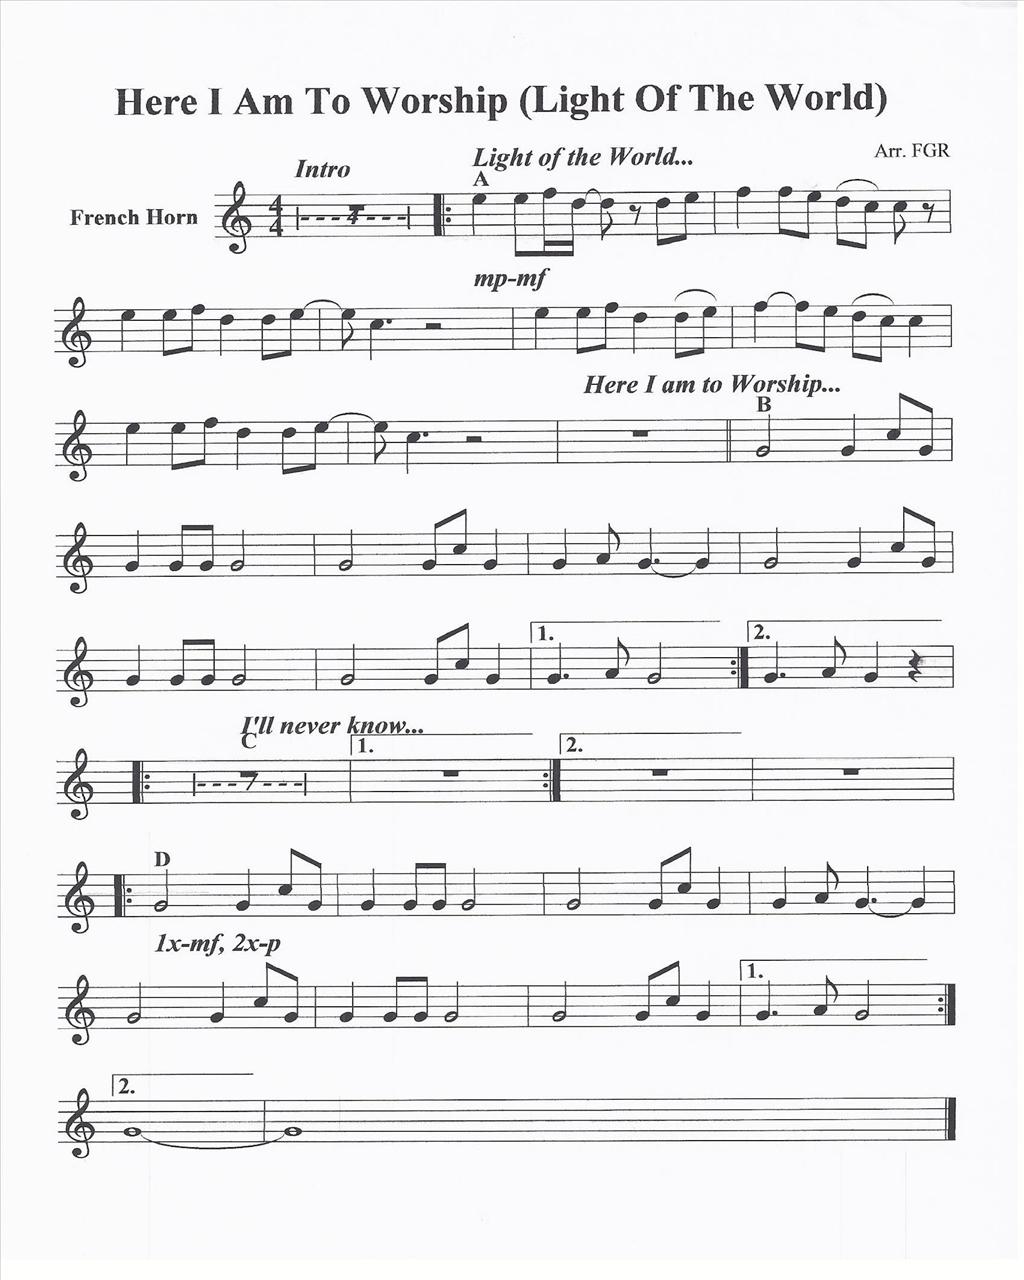 Here I Am To Worship (Light Of The World)
Arr. FGR
Intro
Light of the World...
A
French Horn
4
4
4
mp-mf
Here I am to Worship...
B
1.
2.
I'll never know...
C
1.
2.
7
D
1x-mf, 2x-p
1.
2.